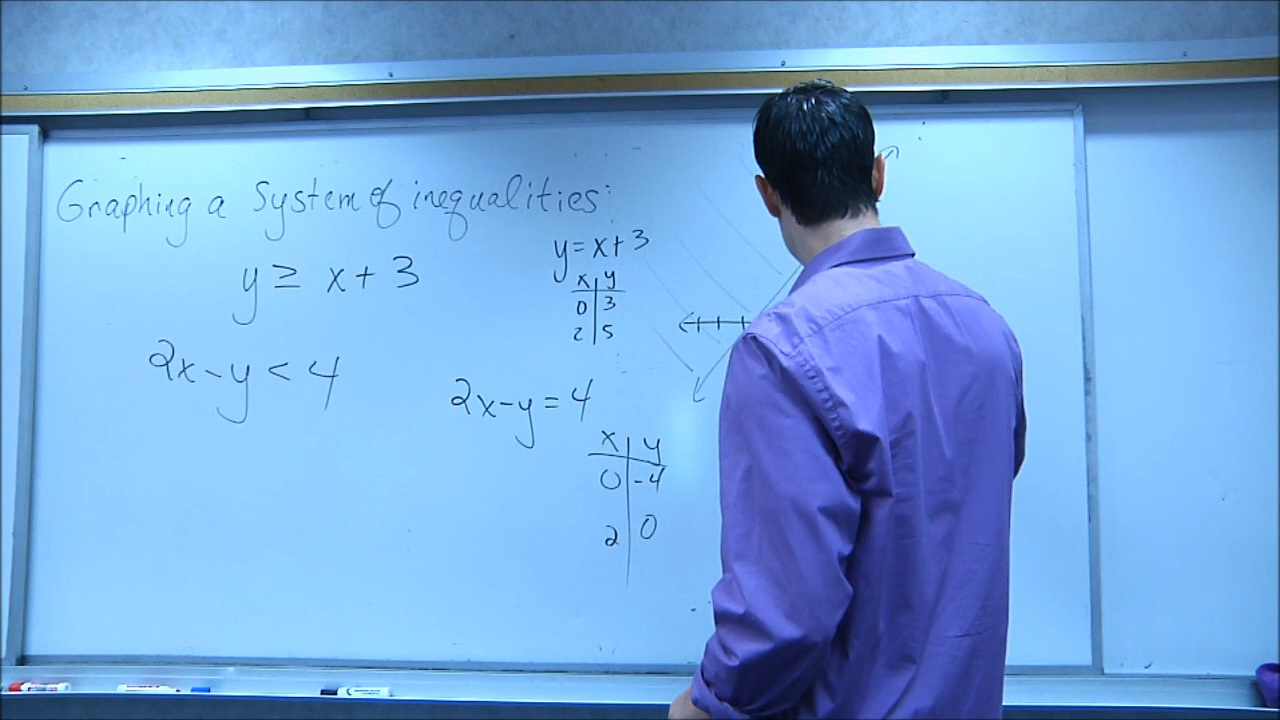 Graphing a System of inequalities:
y ≥ x + 3
2x - y < 4
y = x + 3
x y
0 3
2 5
2x - y = 4
x y
0 -4
2 0